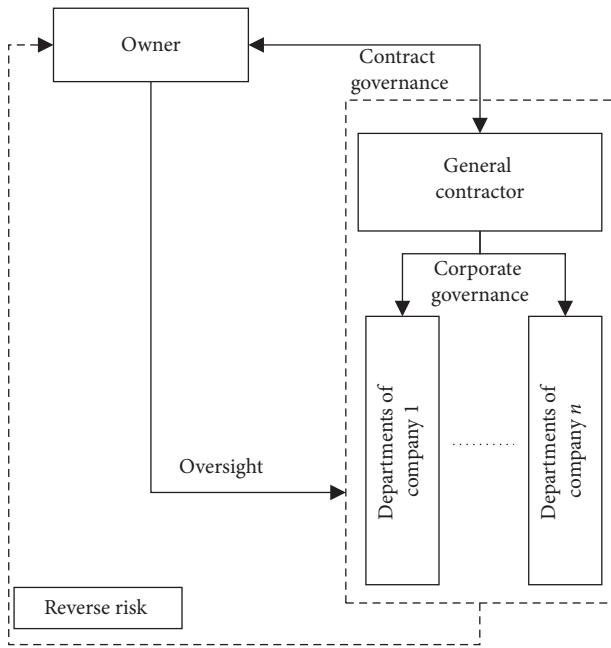 Owner
Contract
governance
General
contractor
Corporate
governance
Departments of
company 1
Departments of
company n
Oversight
Reverse risk